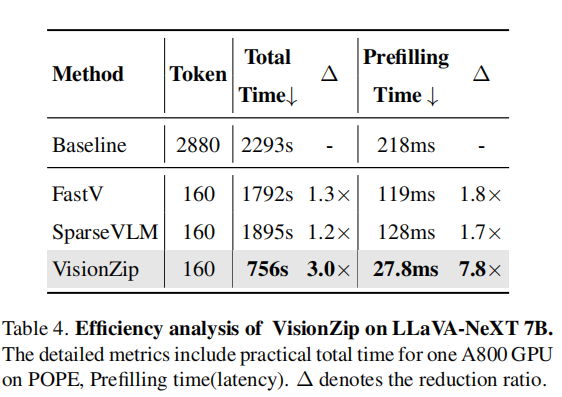 Method Token Total Time↓ Δ Prefilling Time ↓ Δ
Baseline 2880 2293s - 218ms -
FastV 160 1792s 1.3× 119ms 1.8×
SparseVLM 160 1895s 1.2× 128ms 1.7×
VisionZip 160 756s 3.0× 27.8ms 7.8×
Table 4. Efficiency analysis of VisionZip on LLaVA-NeXT 7B.
The detailed metrics include practical total time for one A800 GPU
on POPE, Prefilling time(latency). Δ denotes the reduction ratio.